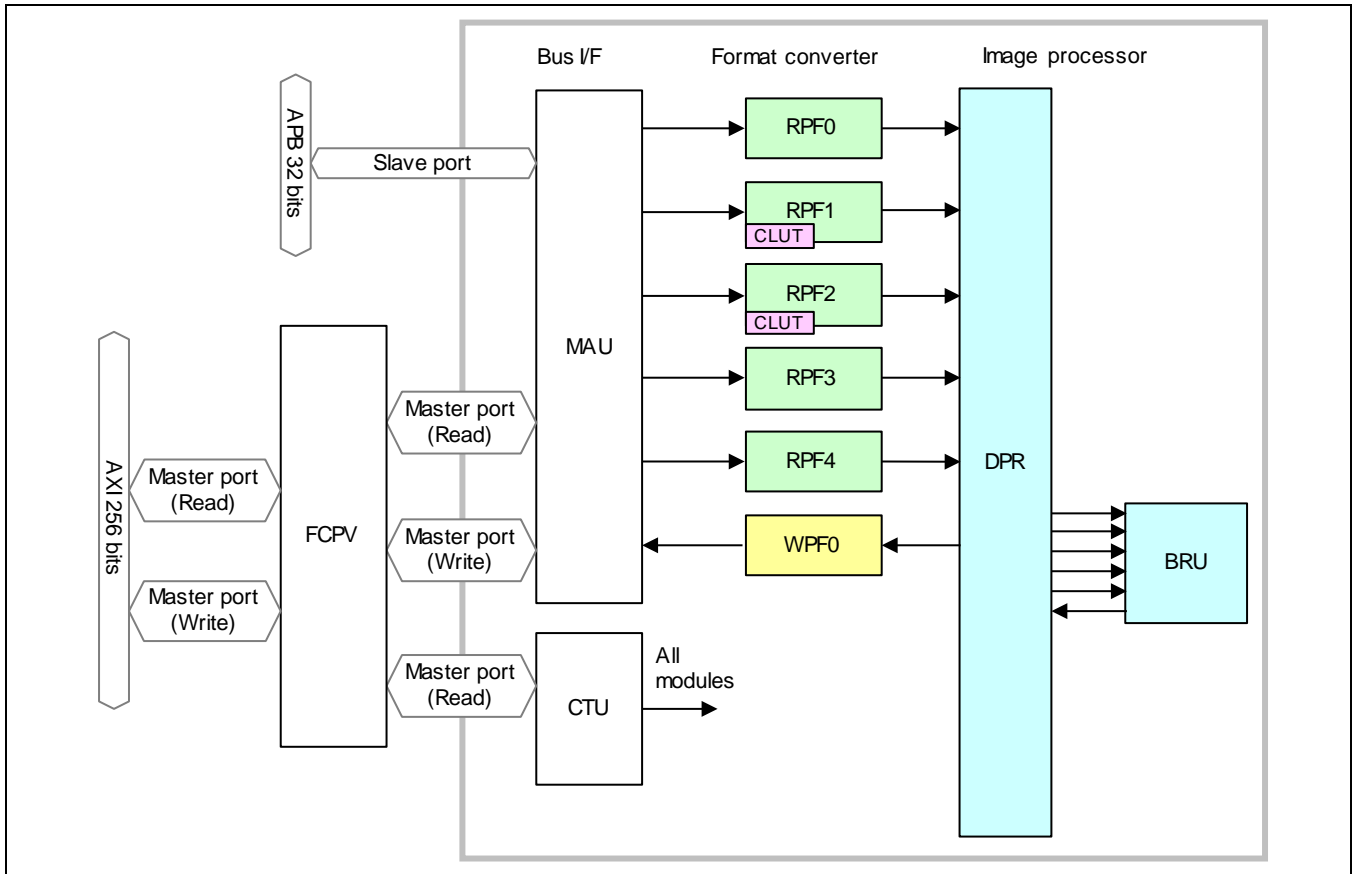 Bus I/F
Format converter
Image processor
APB 32 bits
Slave port
RPF0
RPF1
CLUT
RPF2
CLUT
MAU
RPF3
Master port
(Read)
RPF4
DPR
AXI 256 bits
Master port
(Read)
FCPV
Master port
(Write)
WPF0
BRU
Master port
(Write)
Master port
(Read)
CTU
All
modules